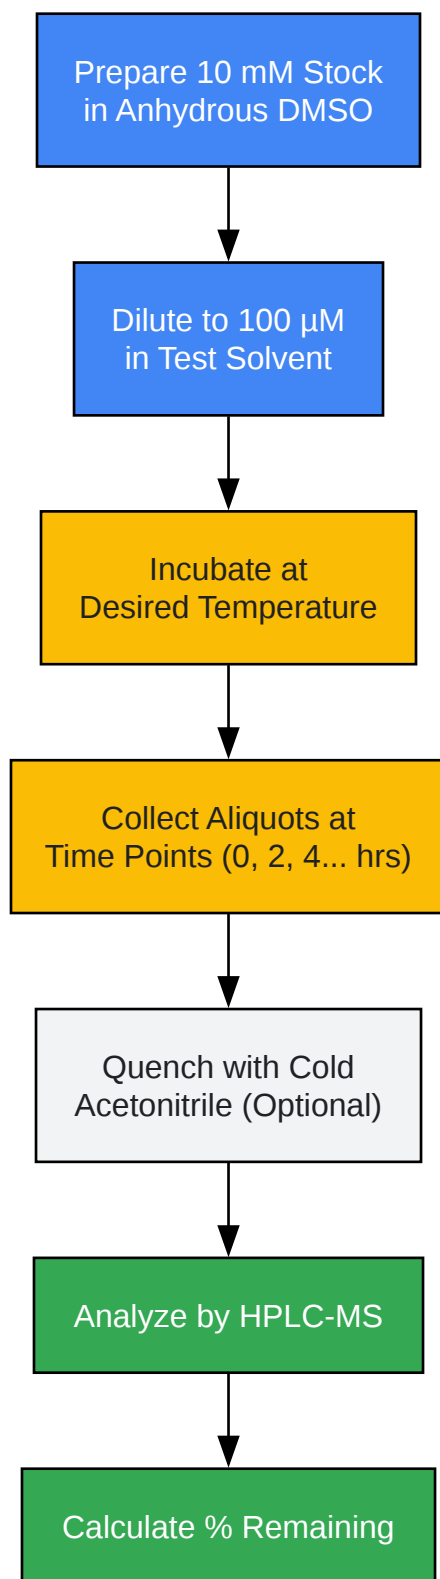 Prepare 10 mM Stock
in Anhydrous DMSO
Dilute to 100 µM
in Test Solvent
Incubate at
Desired Temperature
Collect Aliquots at
Time Points (0, 2, 4... hrs)
Quench with Cold
Acetonitrile (Optional)
Analyze by HPLC-MS
Calculate % Remaining